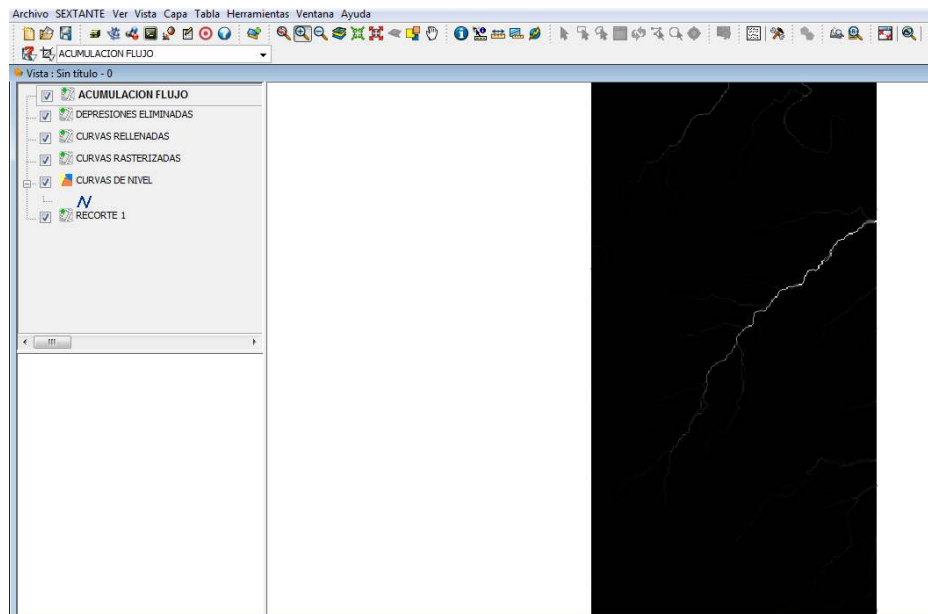 Archivo SEXTANTE Ver Vista Capa Tabla Herramientas Ventana Ayuda
ACUMULACION FLUJO
Vista : Sin título - 0
ACUMULACION FLUJO
DEPRESIONES ELIMINADAS
CURVAS RELLENADAS
CURVAS RASTERIZADAS
CURVAS DE NIVEL
RECORTE 1